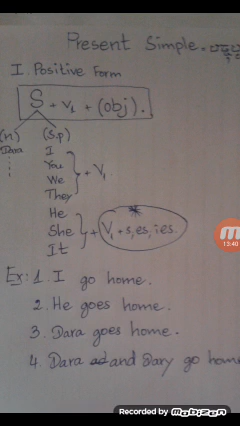 Present Simple.
I. Positive Form
S + V1 + (obj).
(n) (S.p)
Dara I
You
We
They
} + V1
He
She
It
} + V1 + s, es, ies.
Ex: 1. I go home.
2. He goes home.
3. Dara goes home.
4. Dara ad and Dary go home
13:40
Recorded by mobizen